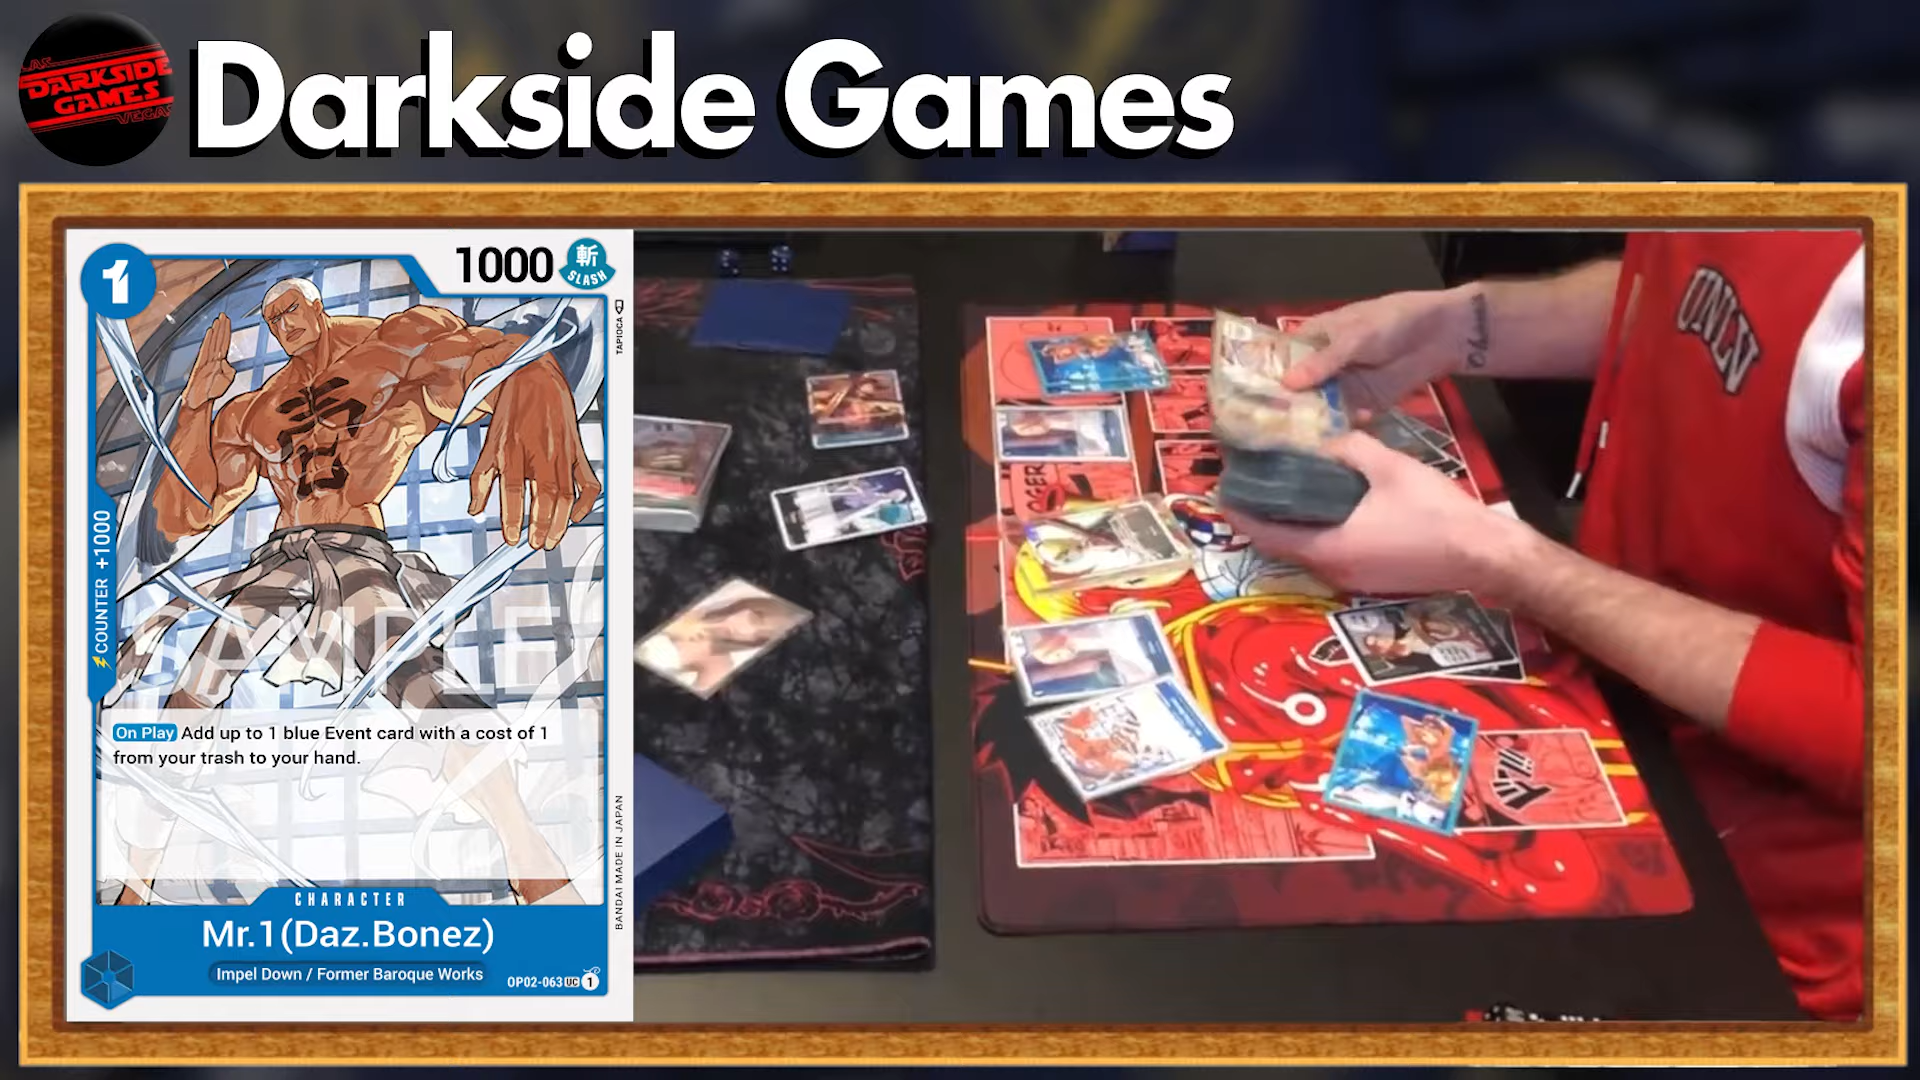 LAS
DARKSIDE
GAMES
VEGAS
Darkside Games
1
1000
斬
SLASH
TAPIOCA
COUNTER +1000
SAMPLE
On Play Add up to 1 blue Event card with a cost of 1
from your trash to your hand.
BANDAI MADE IN JAPAN
CHARACTER
Mr.1(Daz.Bonez)
Impel Down / Former Baroque Works
OP02-063 UC 1
UNLV
OGER